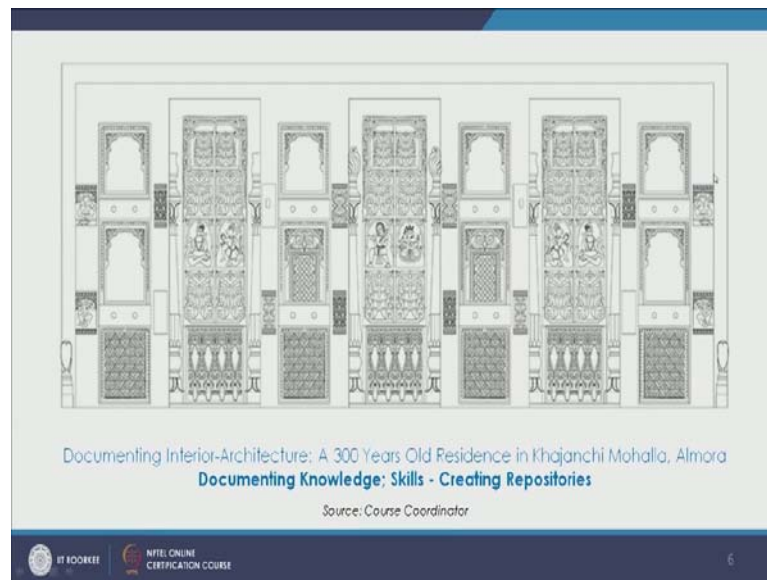 Documenting Interior-Architecture: A 300 Years Old Residence in Khajanchi Mohalla, Almora
Documenting Knowledge; Skills - Creating Repositories
Source: Course Coordinator
IIT ROORKEE
NPTEL ONLINE
CERTIFICATION COURSE
6